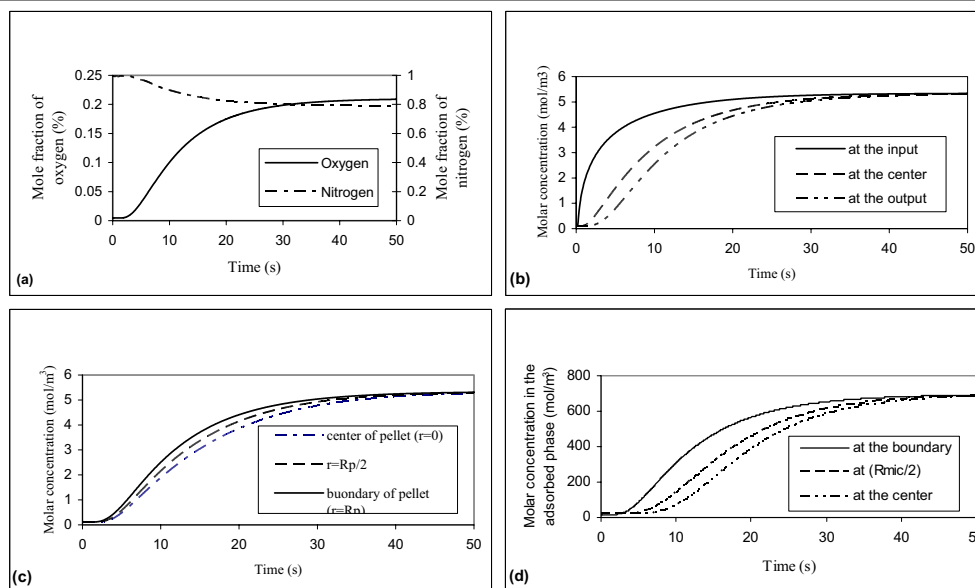 0.25
0.2
0.15
0.1
0.05
0
1
0.8
0.6
0.4
0.2
0
0 10 20 30 40 50
Mole fraction of
oxygen (%)
Mole fraction of
nitrogen (%)
Oxygen
Nitrogen
Time (s)
(a)
6
5
4
3
2
1
0
0 10 20 30 40 50
Molar concentration (mol/m3)
at the input
at the center
at the output
Time (s)
(b)
6
5
4
3
2
1
0
0 10 20 30 40 50
Molar concentration (mol/m³)
center of pellet (r=0)
r=Rp/2
buondary of pellet
(r=Rp)
Time (s)
(c)
800
600
400
200
0
0 10 20 30 40 50
Molar concentration in the
adsorbed phase (mol/m³)
at the boundary
at (Rmic/2)
at the center
Time (s)
(d)